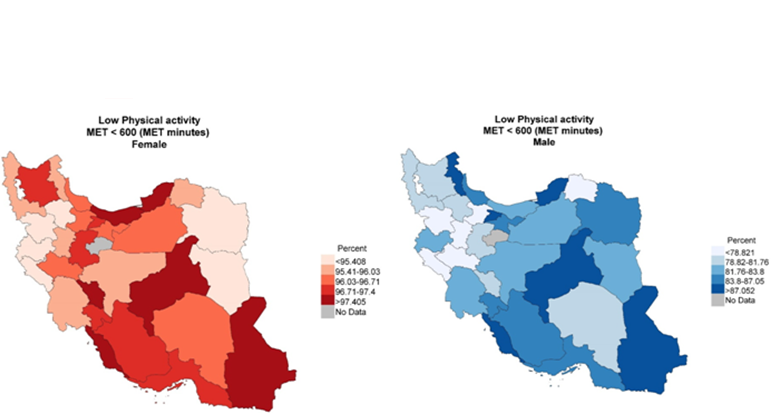 Low Physical activity
MET < 600 (MET minutes)
Female
Percent
<95.408
95.41-96.03
96.03-96.71
96.71-97.4
>97.405
No Data
Low Physical activity
MET < 600 (MET minutes)
Male
Percent
<78.821
78.82-81.76
81.76-83.8
83.8-87.05
>87.052
No Data